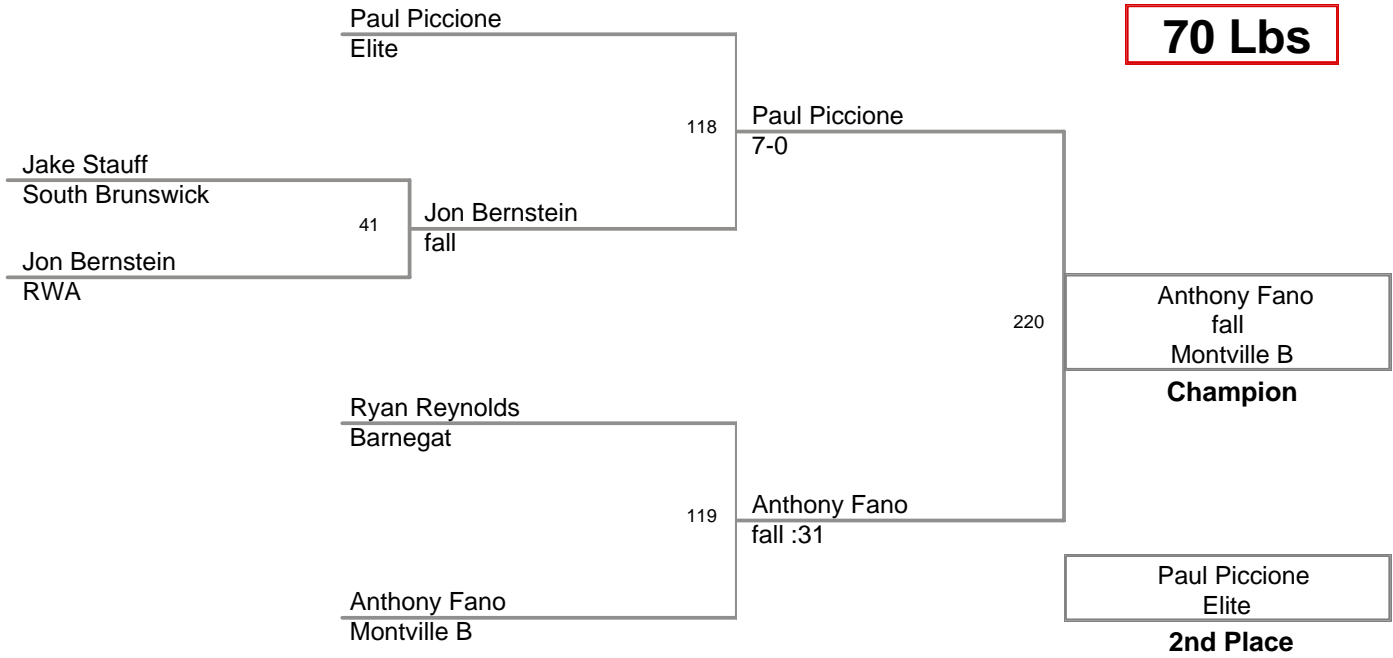 Paul Piccione
Elite
70 Lbs
118
Paul Piccione
7-0
Jake Stauff
South Brunswick
41
Jon Bernstein
fall
Jon Bernstein
RWA
220
Anthony Fano
fall
Montville B
Champion
Ryan Reynolds
Barnegat
119
Anthony Fano
fall :31
Anthony Fano
Montville B
Paul Piccione
Elite
2nd Place